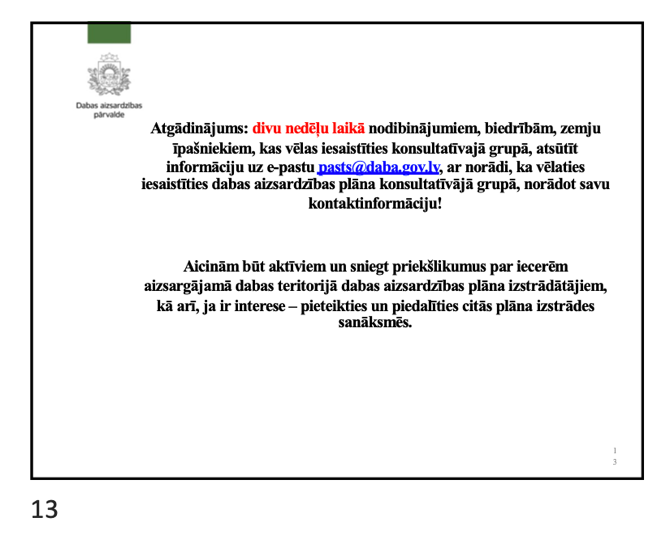 Dabas aizsardzības
pārvalde
Atgādinājums: divu nedēļu laikā nodibinājumiem, biedrībām, zemju
īpašniekiem, kas vēlas iesaistīties konsultatīvajā grupā, atsūtīt
informāciju uz e-pastu pasts@daba.gov.lv, ar norādi, ka vēlaties
iesaistīties dabas aizsardzības plāna konsultatīvājā grupā, norādot savu
kontaktinformāciju!
Aicinām būt aktīviem un sniegt priekšlikumus par iecerēm
aizsargājamā dabas teritorijā dabas aizsardzības plāna izstrādātājiem,
kā arī, ja ir interese – pieteikties un piedalīties citās plāna izstrādes
sanāksmēs.
1
3
13